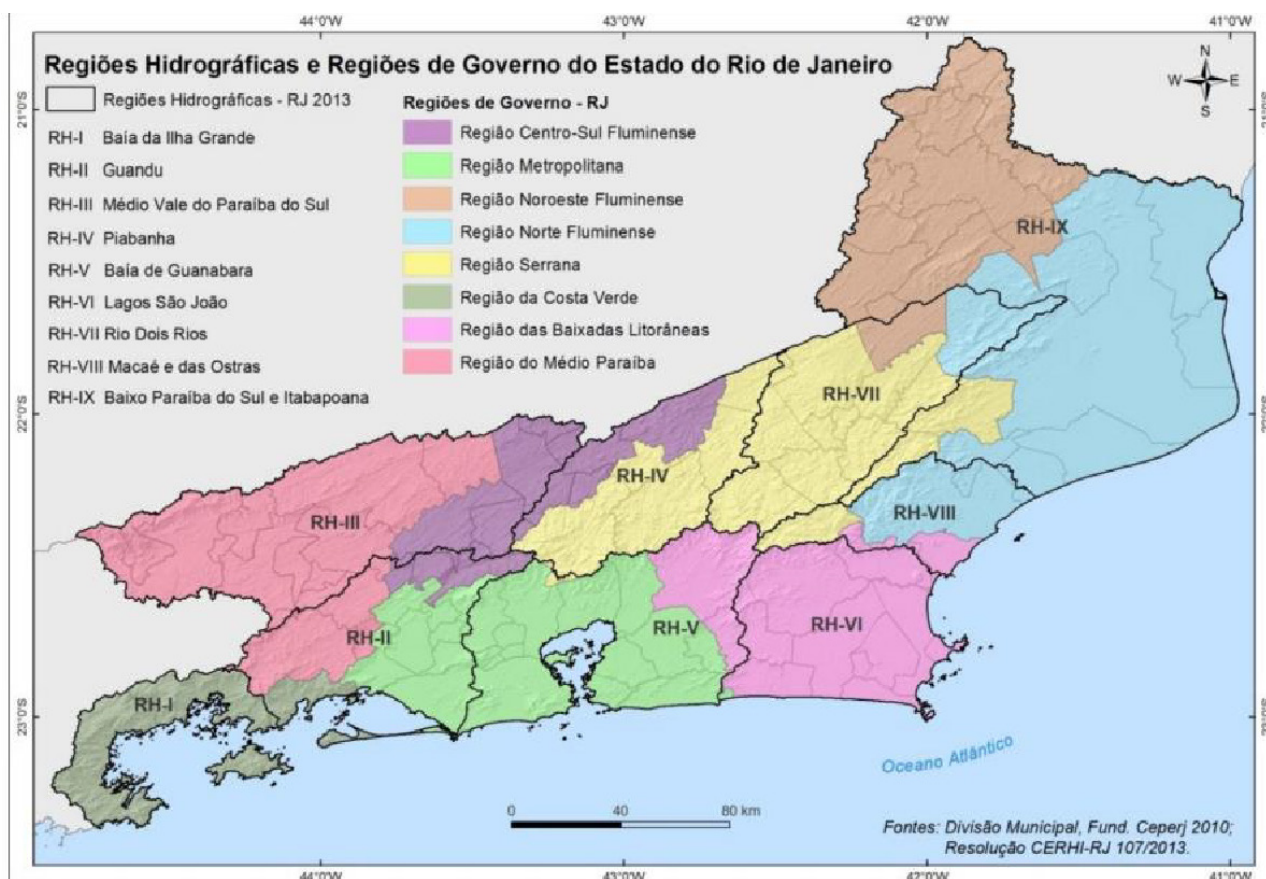 44°0'W 43°0'W 42°0'W 41°0'W
Regiões Hidrográficas e Regiões de Governo do Estado do Rio de Janeiro
N
W E
S
Regiões Hidrográficas - RJ 2013
RH-I Baía da Ilha Grande
RH-II Guandu
RH-III Médio Vale do Paraíba do Sul
RH-IV Piabanha
RH-V Baía de Guanabara
RH-VI Lagos São João
RH-VII Rio Dois Rios
RH-VIII Macaé e das Ostras
RH-IX Baixo Paraíba do Sul e Itabapoana
Regiões de Governo - RJ
Região Centro-Sul Fluminense
Região Metropolitana
Região Noroeste Fluminense
Região Norte Fluminense
Região Serrana
Região da Costa Verde
Região das Baixadas Litorâneas
Região do Médio Paraíba
21°0'S
22°0'S
23°0'S
RH-IX
RH-VII
RH-IV
RH-III
RH-VIII
RH-II
RH-V
RH-VI
RH-I
Oceano Atlântico
0 40 80 km
Fontes: Divisão Municipal, Fund. Ceperj 2010;
Resolução CERHI-RJ 107/2013.
44°0'W 43°0'W 42°0'W 41°0'W